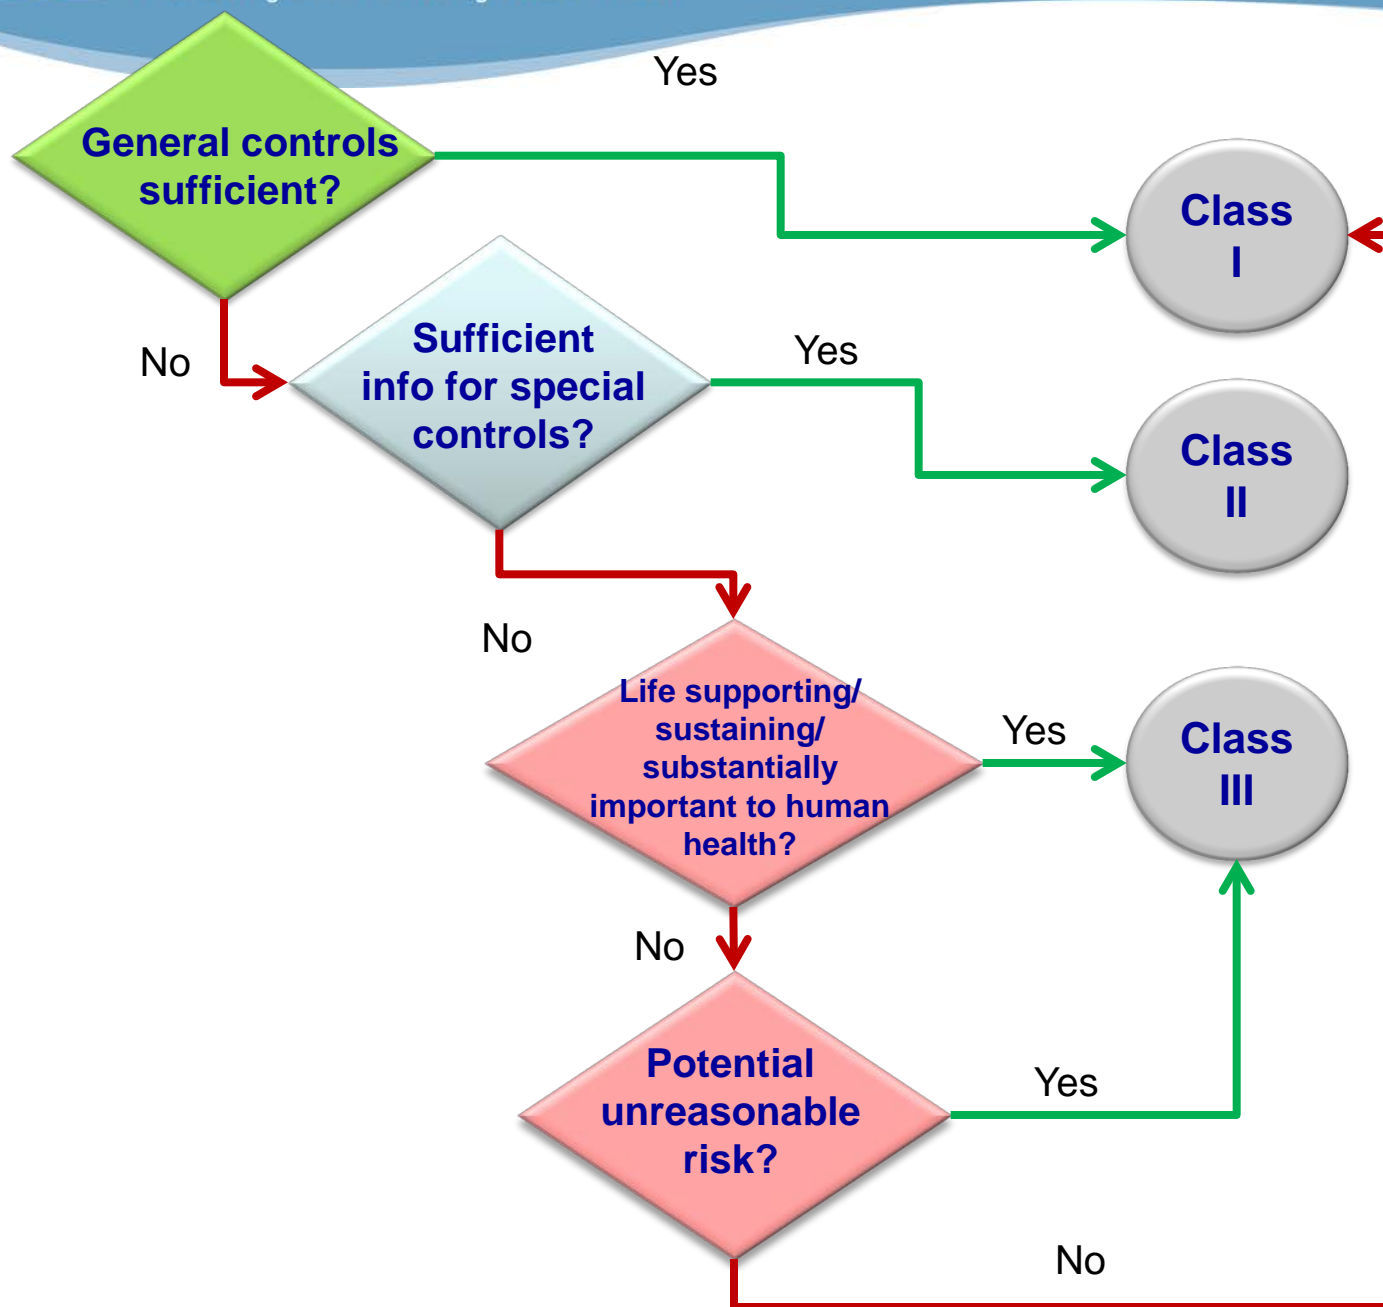 Yes
General controls
sufficient?
Class
I
No
Sufficient
info for special
controls?
Yes
Class
II
No
Life supporting/
sustaining/
substantially
important to human
health?
Yes
Class
III
No
Potential
unreasonable
risk?
Yes
No